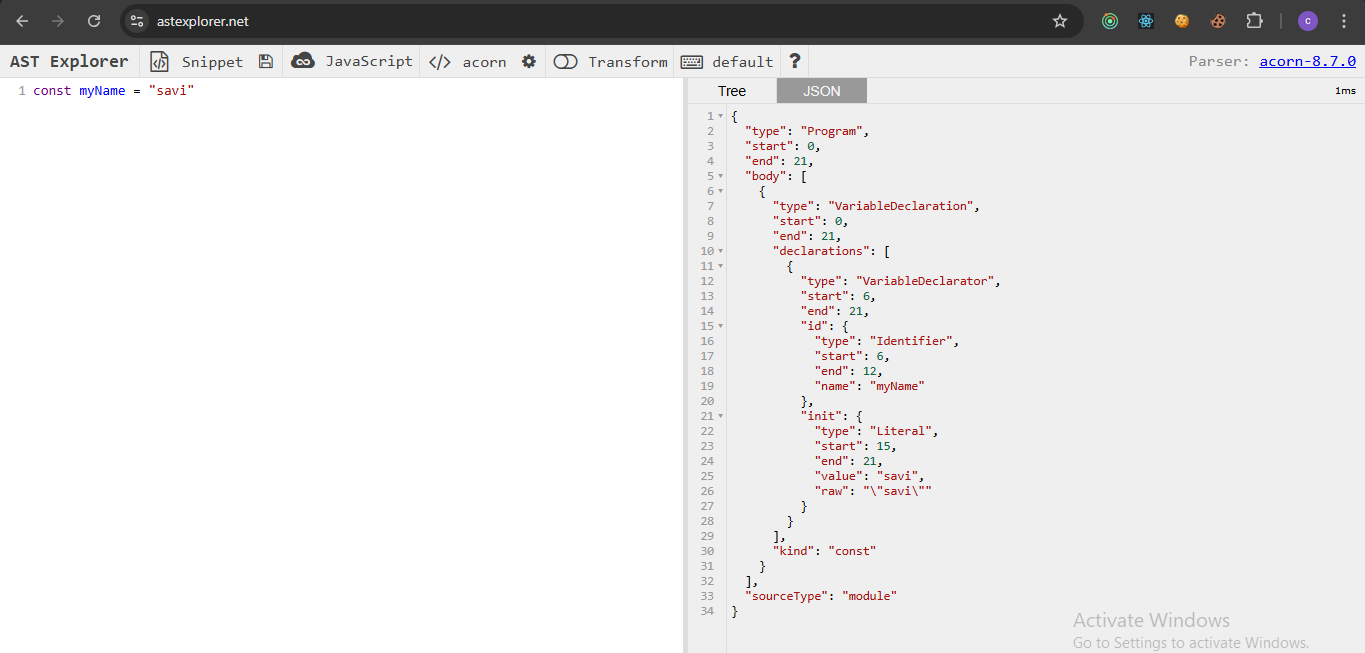 astexplorer.net
c
AST Explorer Snippet JavaScript </> acorn Transform default ? Parser: acorn-8.7.0
1 const myName = "savi"
Tree JSON 1ms
1 {
2 "type": "Program",
3 "start": 0,
4 "end": 21,
5 "body": [
6 {
7 "type": "VariableDeclaration",
8 "start": 0,
9 "end": 21,
10 "declarations": [
11 {
12 "type": "VariableDeclarator",
13 "start": 6,
14 "end": 21,
15 "id": {
16 "type": "Identifier",
17 "start": 6,
18 "end": 12,
19 "name": "myName"
20 },
21 "init": {
22 "type": "Literal",
23 "start": 15,
24 "end": 21,
25 "value": "savi",
26 "raw": "\"savi\""
27 }
28 }
29 ],
30 "kind": "const"
31 }
32 ],
33 "sourceType": "module"
34 }
Activate Windows
Go to Settings to activate Windows.